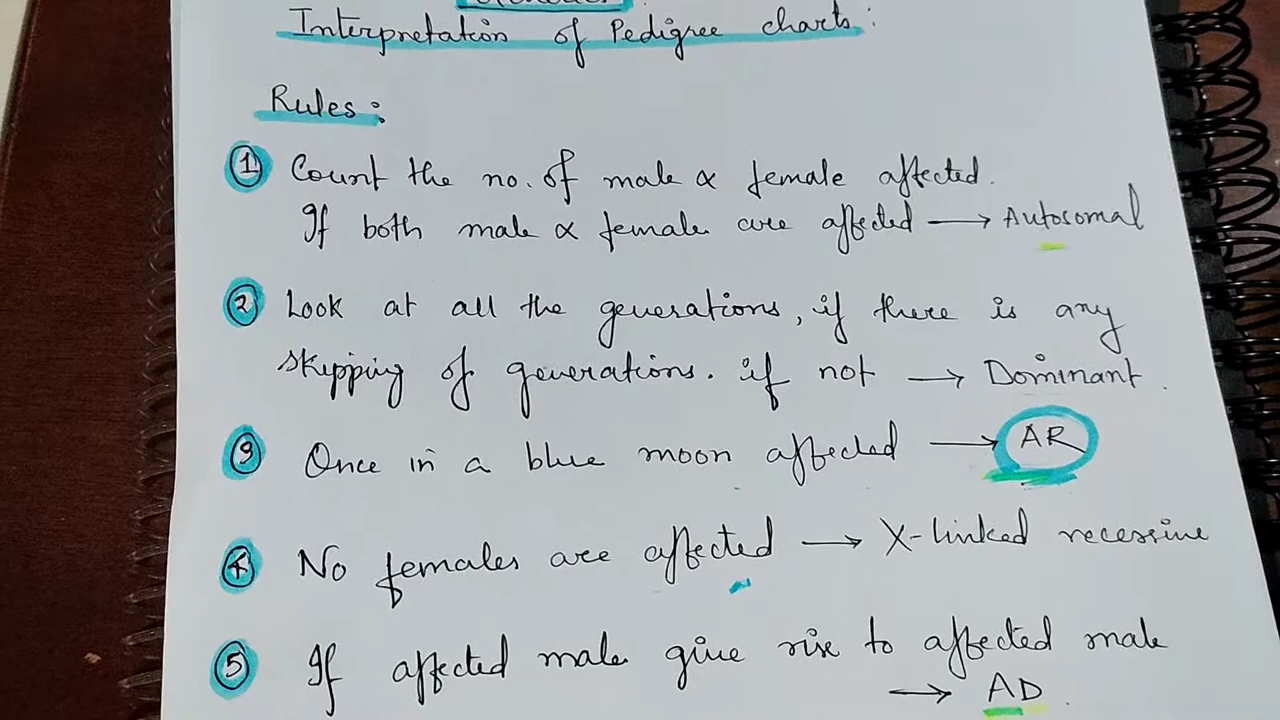 Interpretation of Pedigree charts:
Rules:
① Count the no. of male & female affected.
If both male & female are affected → Autosomal
② Look at all the generations, if there is any
skipping of generations. if not → Dominant.
③ Once in a blue moon affected → AR
④ No females are affected → X-linked recessive
⑤ If affected male give rise to affected male
→ AD